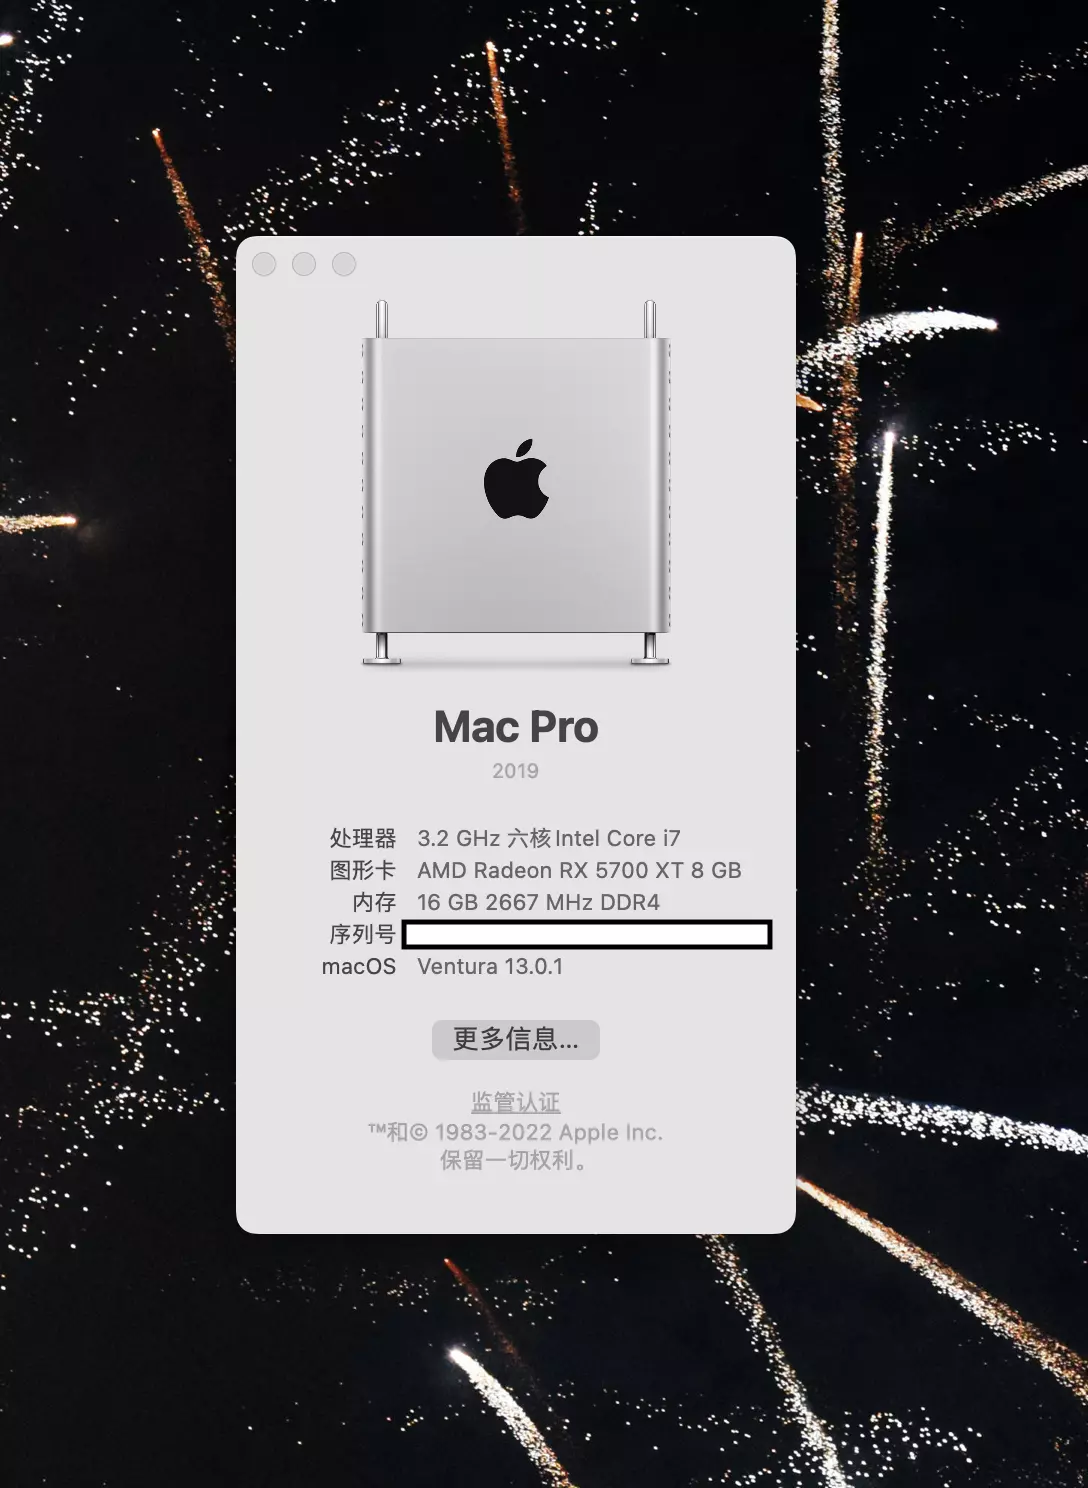 Mac Pro
2019
处理器 3.2 GHz 六核Intel Core i7
图形卡 AMD Radeon RX 5700 XT 8 GB
内存 16 GB 2667 MHz DDR4
序列号
macOS Ventura 13.0.1
更多信息...
监管认证
™和© 1983-2022 Apple Inc.
保留一切权利。